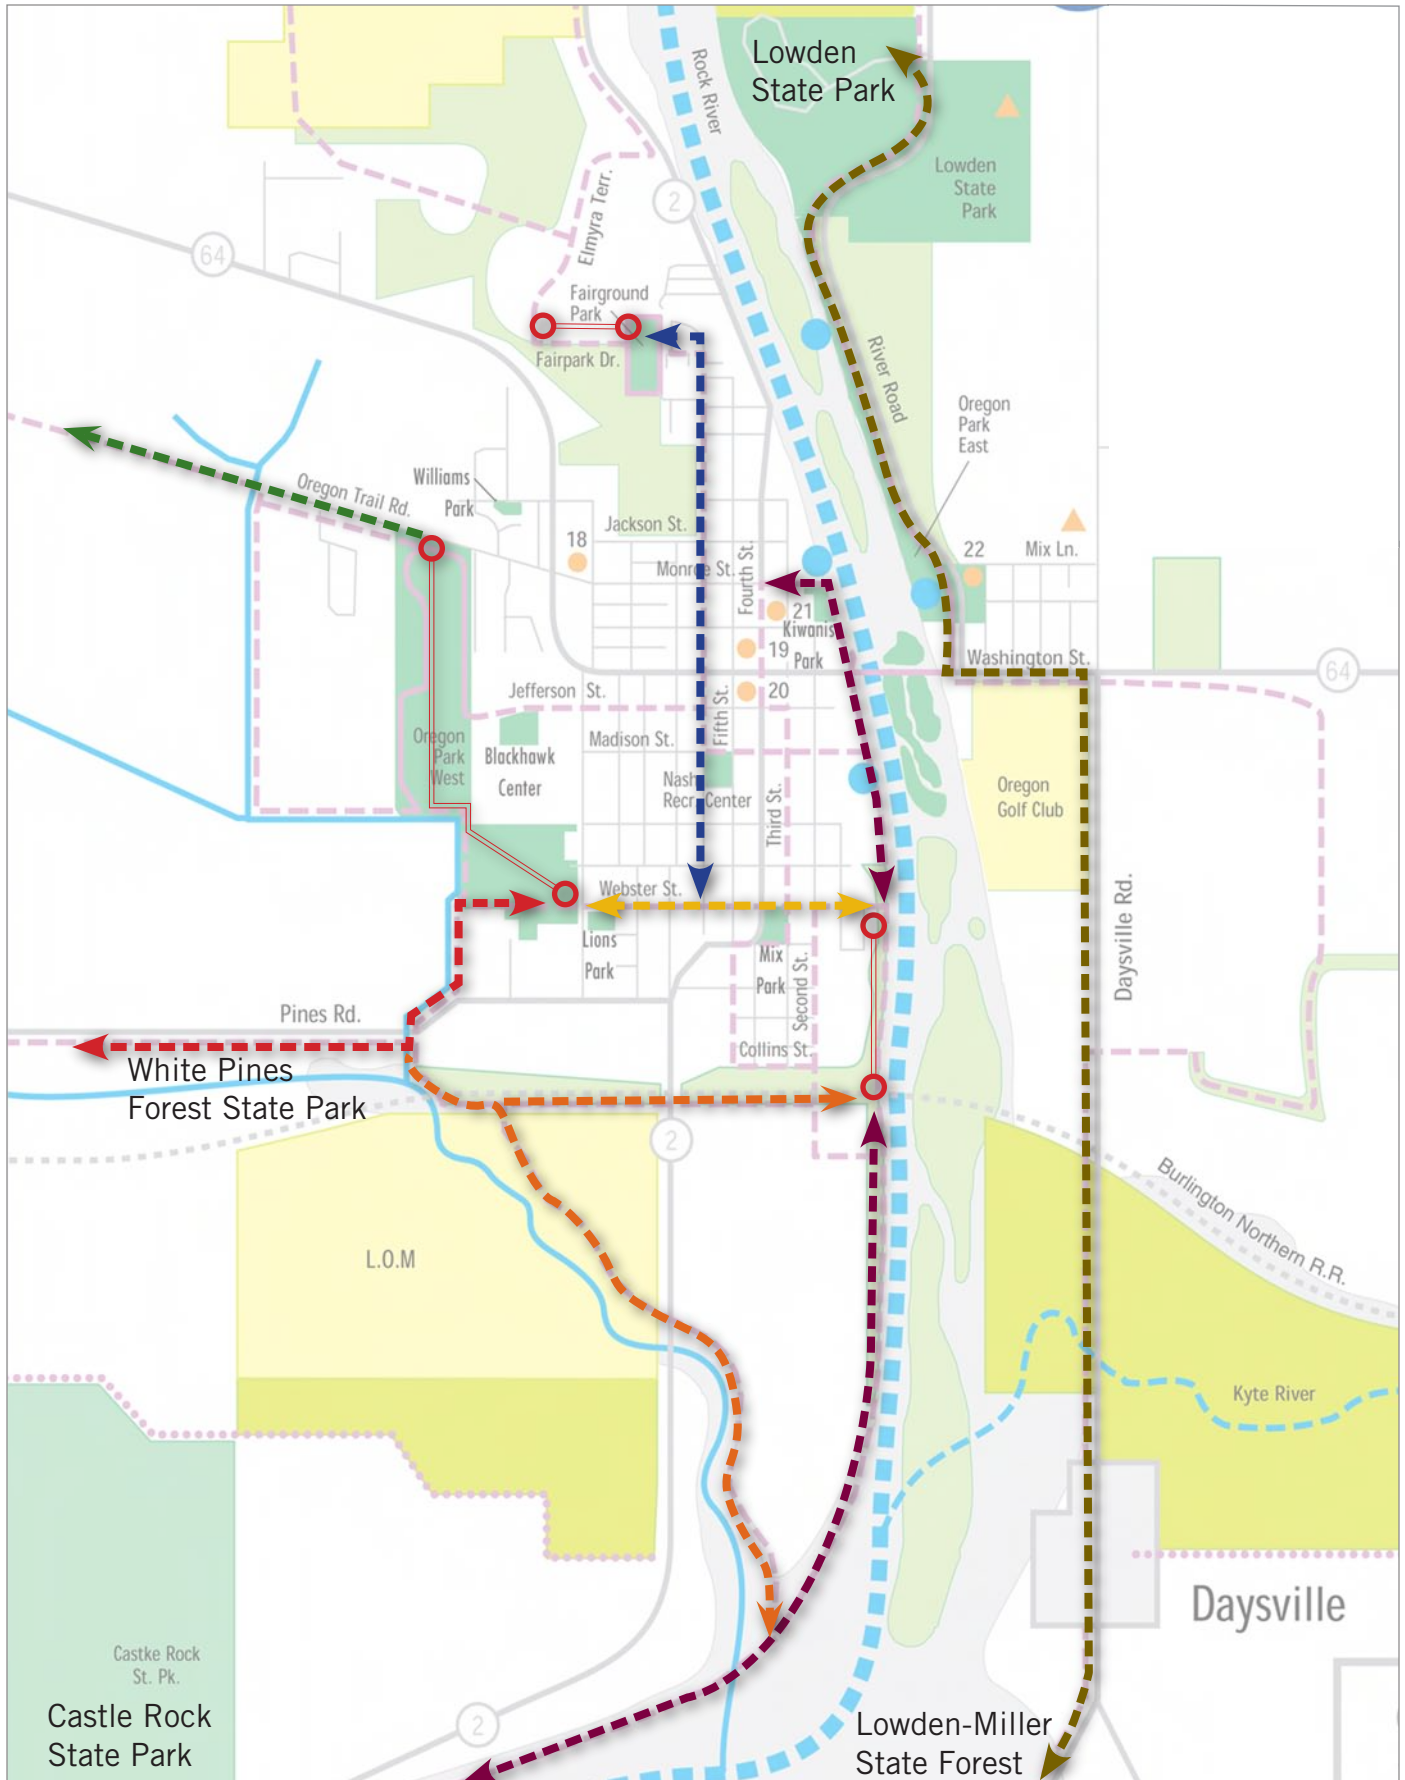 Lowden
State Park
Rock River
Lowden
State
Park
2
Elmyra Terr.
64
Fairground
Park
Fairpark Dr.
River Road
Oregon
Park
East
Williams
Park
Oregon Trail Rd.
18
Jackson St.
Monroe St.
Fourth St.
22
Mix Ln.
21
Kiwanis
Park
19
20
Washington St.
64
Jefferson St.
Fifth St.
Madison St.
Oregon
Park
West
Blackhawk
Center
Nash
Recr. Center
Third St.
Oregon
Golf Club
Webster St.
Lions
Park
Mix
Park
Second St.
Daysville Rd.
Pines Rd.
Collins St.
White Pines
Forest State Park
2
Burlington Northern R.R.
L.O.M
Kyte River
Daysville
Castke Rock
St. Pk.
Castle Rock
State Park
2
Lowden-Miller
State Forest